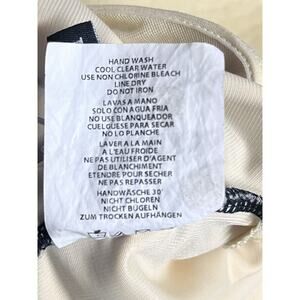 HAND WASH
COOL CLEAR WATER
USE NON CHLORINE BLEACH
LINE DRY
DO NOT IRON
LAVAS A MANO
SOLO CON AGUA FRIA
NO USE BLANQUEADOR
CUELGUESE PARA SECAR
NO LO PLANCHE
LAVER A LA MAIN
A L'EAU FROIDE
NE PAS UTILISER D'AGENT
DE BLANCHIMENT
ETENDRE POUR SECHER
NE PAS REPASSER
HANDWÄSCHE 30°
NICHT CHLOREN
NICHT BUGELN
ZUM TROCKEN AUFHÄNGEN